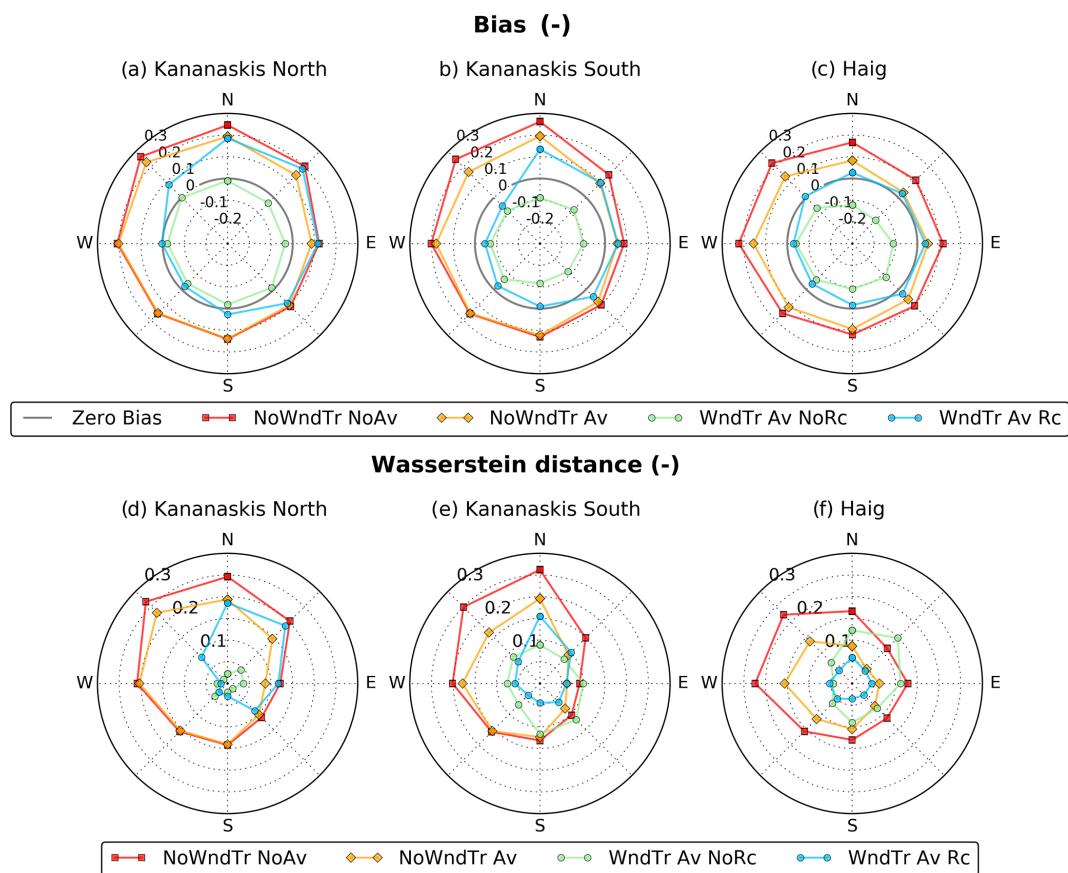 Bias (-)
(a) Kananaskis North
b) Kananaskis South
(c) Haig
N
N
N
0.3
0.2
0.1
0
-0.1
-0.2
0.3
0.2
0.1
0
-0.1
-0.2
0.3
0.2
0.1
0
-0.1
-0.2
W
E
W
E
W
E
S
S
S
Zero Bias
NoWndTr NoAv
NoWndTr Av
WndTr Av NoRc
WndTr Av Rc
Wasserstein distance (-)
(d) Kananaskis North
(e) Kananaskis South
(f) Haig
N
N
N
0.3
0.2
0.1
0.3
0.2
0.1
0.3
0.2
0.1
W
E
W
E
W
E
S
S
S
NoWndTr NoAv
NoWndTr Av
WndTr Av NoRc
WndTr Av Rc